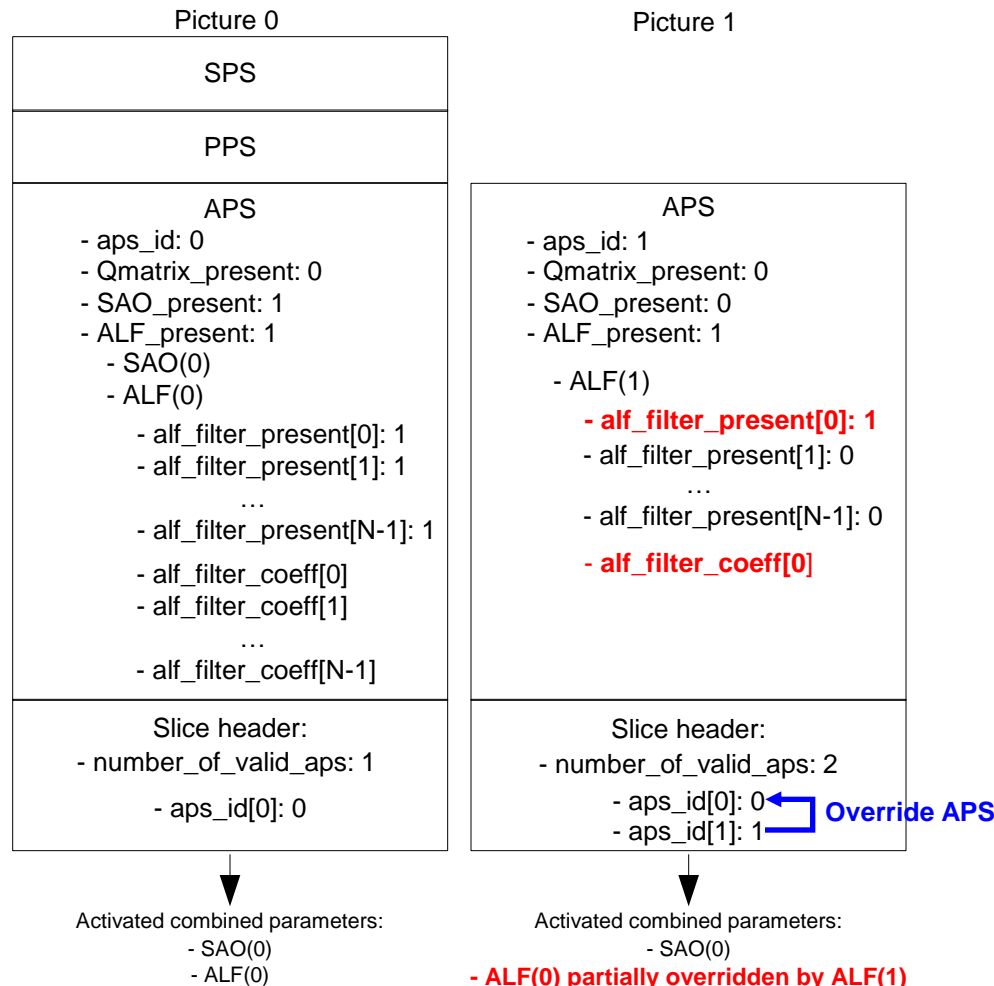 Picture 0
SPS
PPS
APS
- aps_id: 0
- Qmatrix_present: 0
- SAO_present: 1
- ALF_present: 1
- SAO(0)
- ALF(0)
- alf_filter_present[0]: 1
- alf_filter_present[1]: 1
…
- alf_filter_present[N-1]: 1
- alf_filter_coeff[0]
- alf_filter_coeff[1]
…
- alf_filter_coeff[N-1]
Slice header:
- number_of_valid_aps: 1
- aps_id[0]: 0
Activated combined parameters:
- SAO(0)
- ALF(0)
Picture 1
APS
- aps_id: 1
- Qmatrix_present: 0
- SAO_present: 0
- ALF_present: 1
- ALF(1)
- alf_filter_present[0]: 1
- alf_filter_present[1]: 0
…
- alf_filter_present[N-1]: 0
- alf_filter_coeff[0]
Slice header:
- number_of_valid_aps: 2
- aps_id[0]: 0
- aps_id[1]: 1
Override APS
Activated combined parameters:
- SAO(0)
- ALF(0) partially overridden by ALF(1)